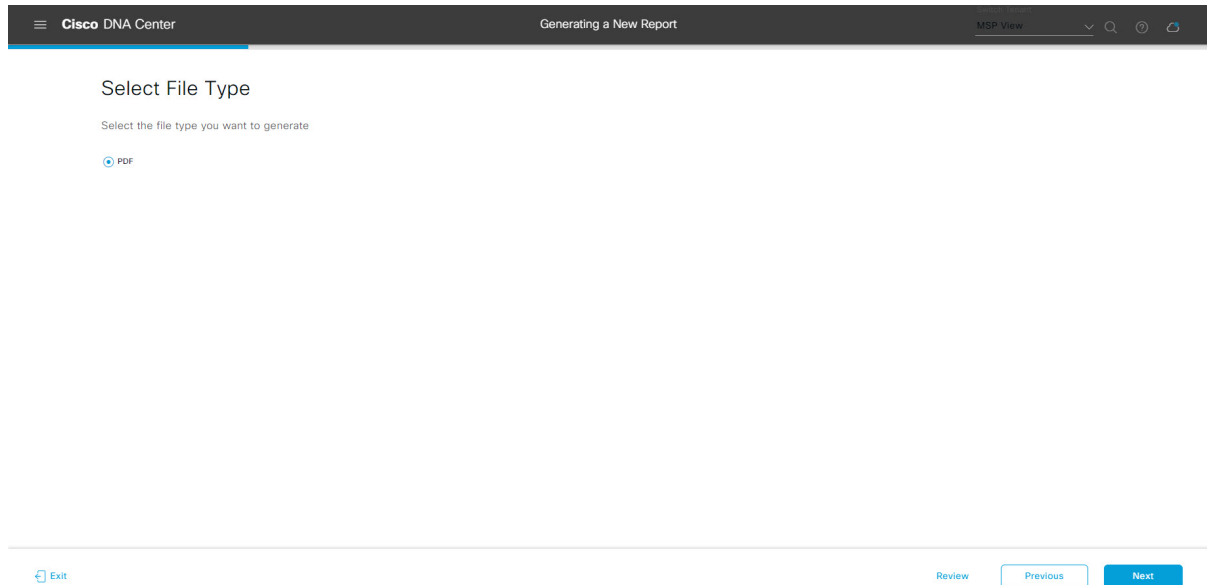 Cisco DNA Center
Generating a New Report
MSP View
Select File Type
Select the file type you want to generate
PDF
Exit
Review
Previous
Next